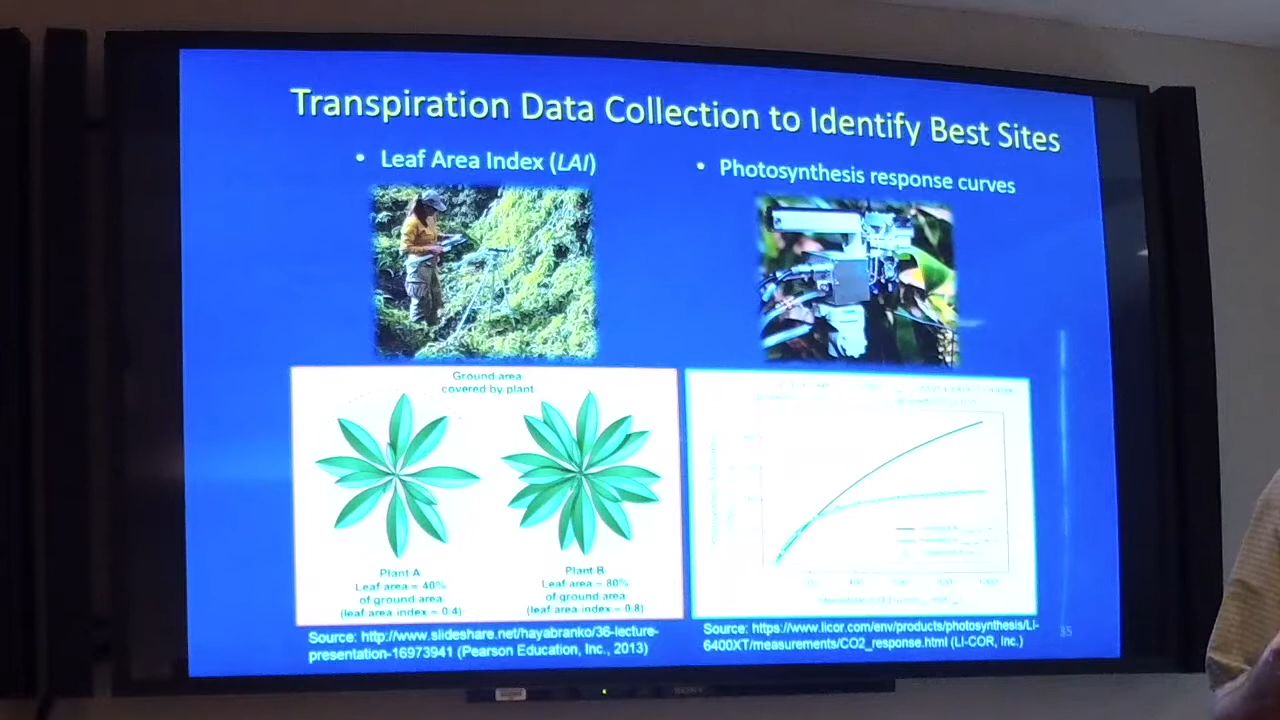 Transpiration Data Collection to Identify Best Sites
• Leaf Area Index (LAI)
• Photosynthesis response curves
Ground area
covered by plant
Plant A
Leaf area = 40%
of ground area
(leaf area index = 0.4)
Plant B
Leaf area = 80%
of ground area
(leaf area index = 0.8)
Source: http://www.slideshare.net/hayabranko/36-lecture-
presentation-16973941 (Pearson Education, Inc., 2013)
Source: https://www.licor.com/env/products/photosynthesis/LI-
6400XT/measurements/CO2_response.html (LI-COR, Inc.)
35
SONY